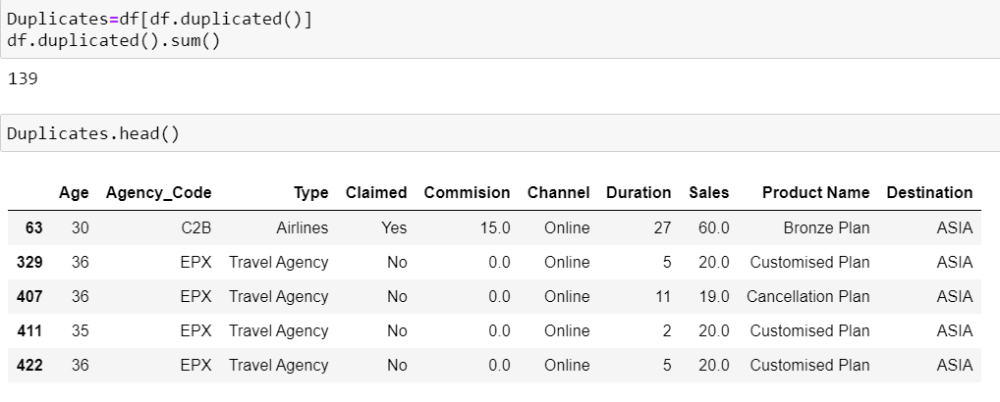 Duplicates=df[df.duplicated()]
df.duplicated().sum()
139
Duplicates.head()
Age Agency_Code Type Claimed Commision Channel Duration Sales Product Name Destination
63 30 C2B Airlines Yes 15.0 Online 27 60.0 Bronze Plan ASIA
329 36 EPX Travel Agency No 0.0 Online 5 20.0 Customised Plan ASIA
407 36 EPX Travel Agency No 0.0 Online 11 19.0 Cancellation Plan ASIA
411 35 EPX Travel Agency No 0.0 Online 2 20.0 Customised Plan ASIA
422 36 EPX Travel Agency No 0.0 Online 5 20.0 Customised Plan ASIA